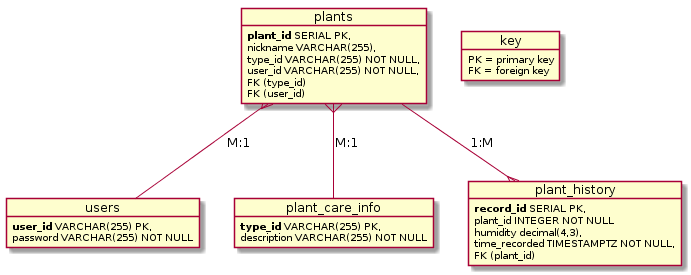 plants
plant_id SERIAL PK,
nickname VARCHAR(255),
type_id VARCHAR(255) NOT NULL,
user_id VARCHAR(255) NOT NULL,
FK (type_id)
FK (user_id)
key
PK = primary key
FK = foreign key
M:1
M:1
1:M
users
user_id VARCHAR(255) PK,
password VARCHAR(255) NOT NULL
plant_care_info
type_id VARCHAR(255) PK,
description VARCHAR(255) NOT NULL
plant_history
record_id SERIAL PK,
plant_id INTEGER NOT NULL
humidity decimal(4,3),
time_recorded TIMESTAMPTZ NOT NULL,
FK (plant_id)